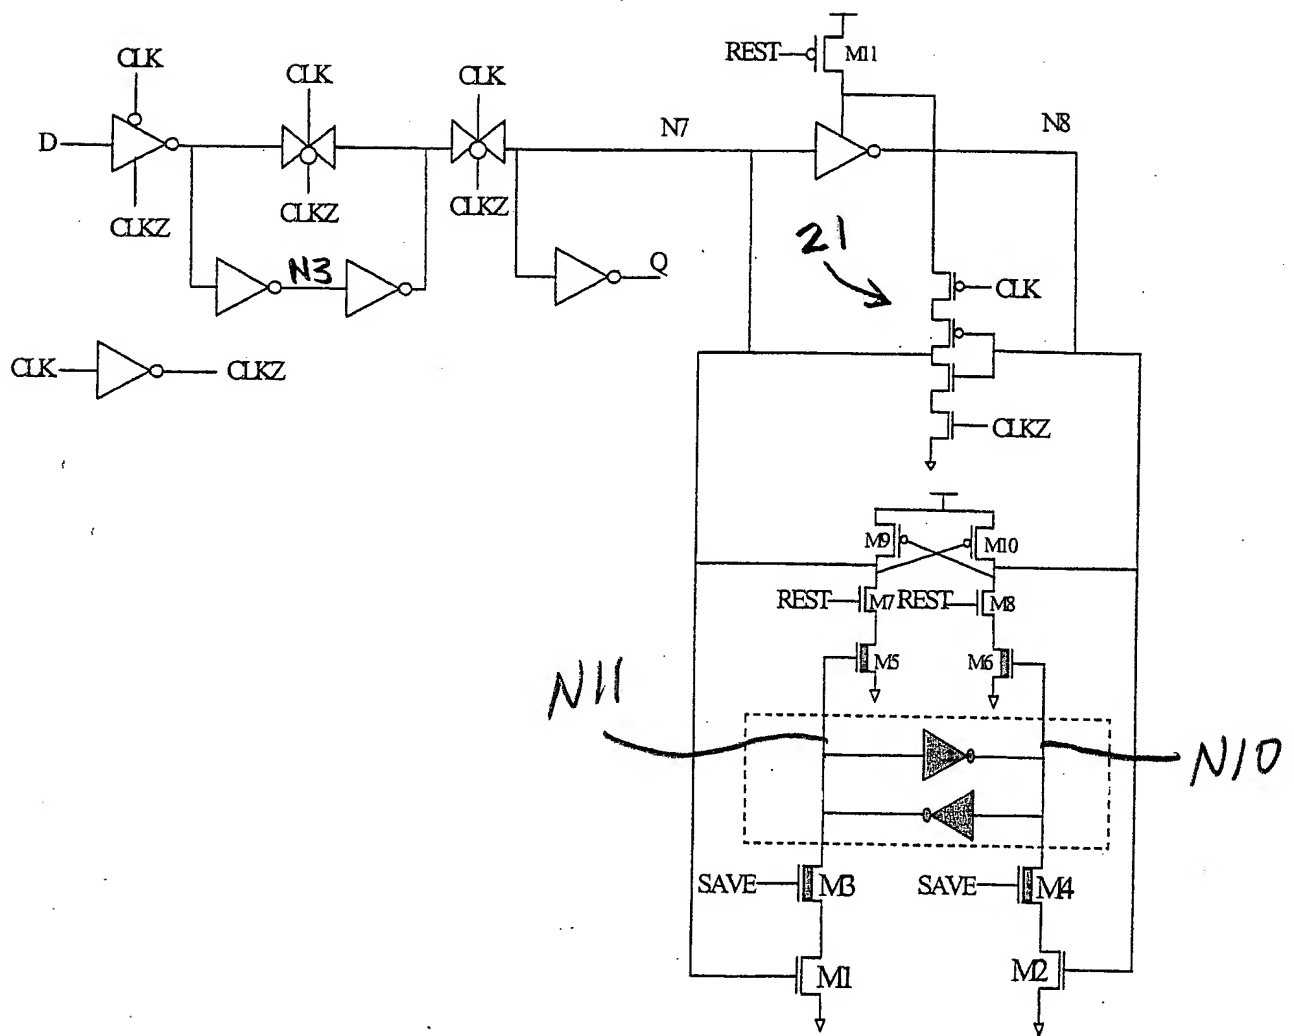 REST
M11
CLK
CLK
CLK
N7
N8
D
CLKZ
CLKZ
CLKZ
N3
Q
21
CLK
CLK
CLKZ
CLKZ
M9
M10
REST
M7
REST
M8
M5
M6
N11
N10
SAVE
M3
SAVE
M4
M1
M2